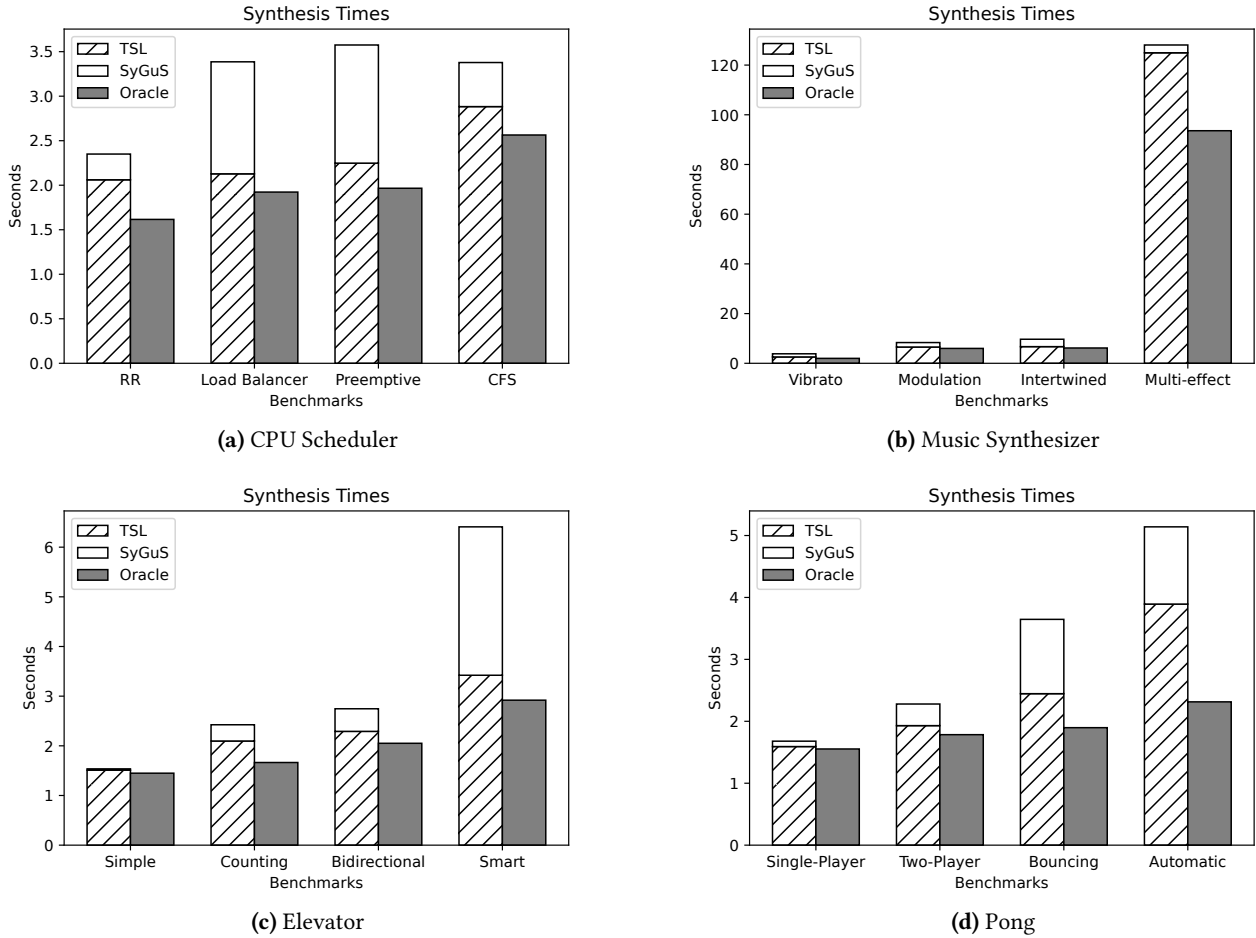 Synthesis Times
TSL
SyGuS
Oracle
3.5
3.0
2.5
2.0
1.5
1.0
0.5
0.0
Seconds
RR Load Balancer Preemptive CFS
Benchmarks
(a) CPU Scheduler
Synthesis Times
TSL
SyGuS
Oracle
120
100
80
60
40
20
0
Seconds
Vibrato Modulation Intertwined Multi-effect
Benchmarks
(b) Music Synthesizer
Synthesis Times
TSL
SyGuS
Oracle
6
5
4
3
2
1
0
Seconds
Simple Counting Bidirectional Smart
Benchmarks
(c) Elevator
Synthesis Times
TSL
SyGuS
Oracle
5
4
3
2
1
0
Seconds
Single-Player Two-Player Bouncing Automatic
Benchmarks
(d) Pong